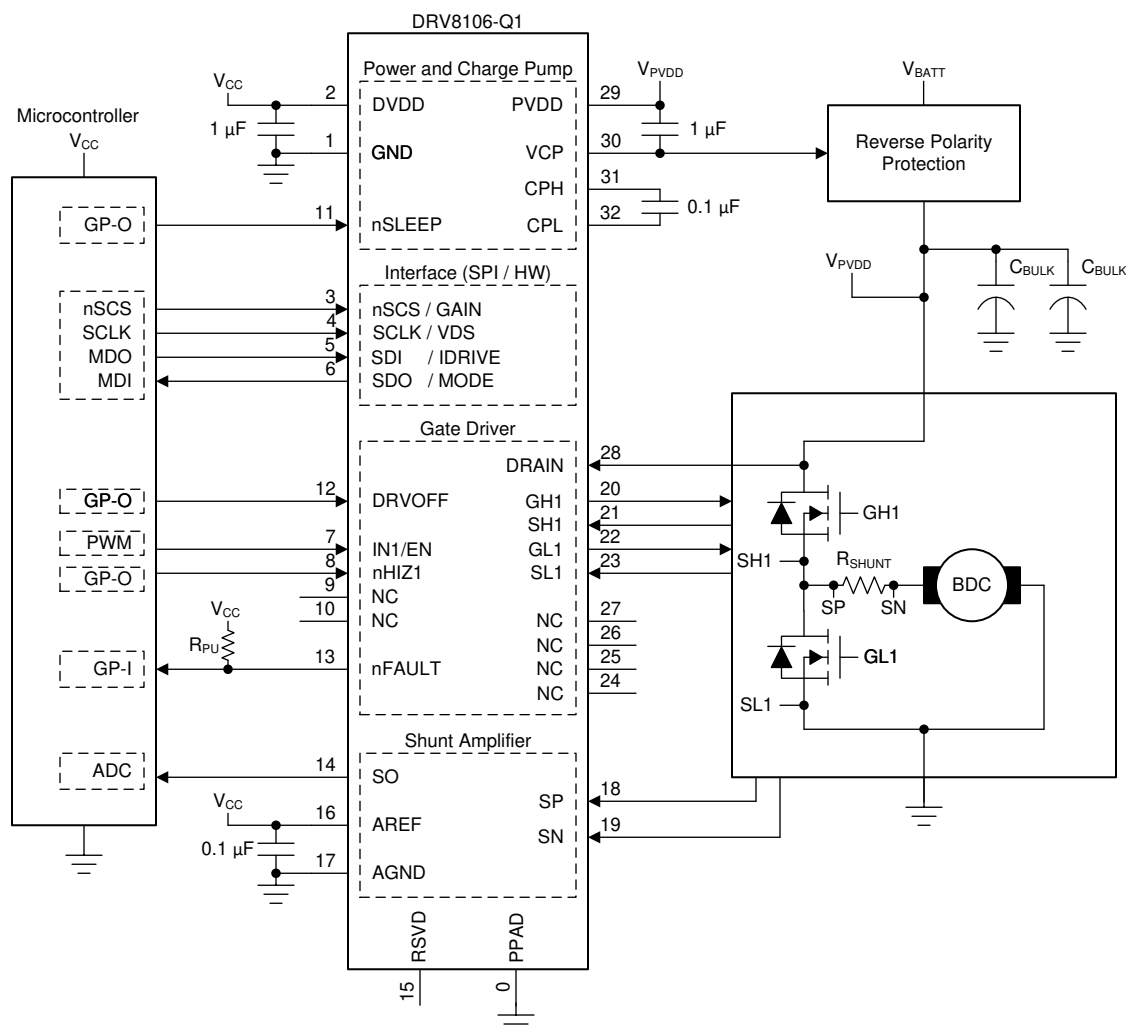 DRV8106-Q1
Microcontroller
VCC
GP-O
nSCS
SCLK
MDO
MDI
GP-O
PWM
GP-O
GP-I
ADC
VCC
1 µF
VCC
RPU
VCC
0.1 µF
2
1
11
3
4
5
6
12
7
8
9
10
13
14
16
17
Power and Charge Pump
DVDD
GND
nSLEEP
PVDD
VCP
CPH
CPL
Interface (SPI / HW)
nSCS / GAIN
SCLK / VDS
SDI / IDRIVE
SDO / MODE
Gate Driver
DRVOFF
IN1/EN
nHIZ1
NC
NC
nFAULT
DRAIN
GH1
SH1
GL1
SL1
NC
NC
NC
NC
Shunt Amplifier
SO
AREF
AGND
SP
SN
RSVD
PPAD
15
0
29
30
31
32
28
20
21
22
23
27
26
25
24
18
19
VPVDD
1 µF
0.1 µF
VBATT
Reverse Polarity
Protection
VPVDD
CBULK
CBULK
GH1
SH1
RSHUNT
SP
SN
BDC
GL1
SL1